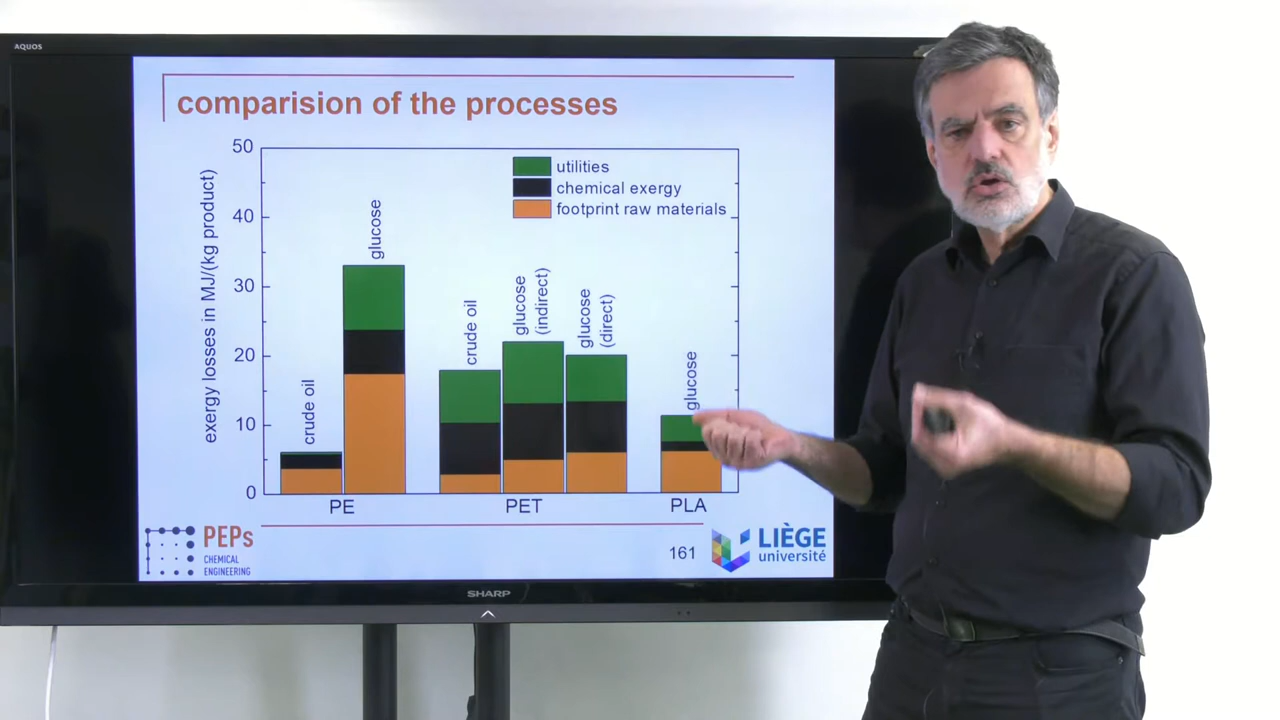 AQUOS
comparision of the processes
50
40
30
20
10
0
exergy losses in MJ/(kg product)
utilities
chemical exergy
footprint raw materials
crude oil
glucose
crude oil
glucose
(indirect)
glucose
(direct)
glucose
PE
PET
PLA
PEPs
CHEMICAL
ENGINEERING
161
LIÈGE
université
SHARP